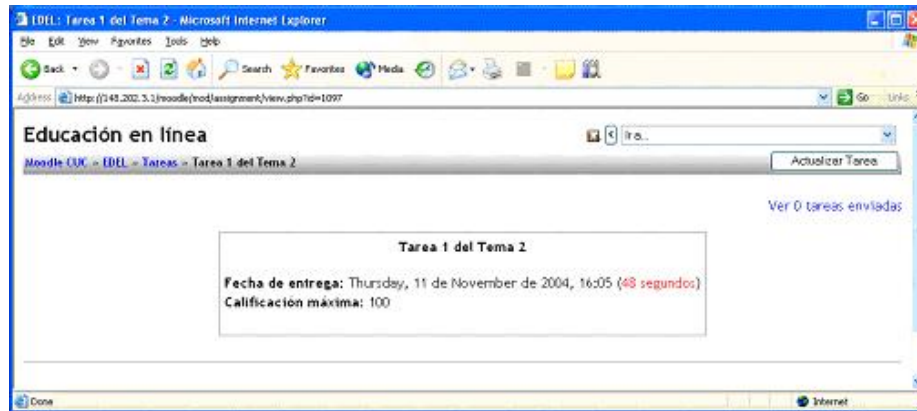 EDEL: Tarea 1 del Tema 2 - Microsoft Internet Explorer
File Edit View Favorites Tools Help
Back Search Favorites Media
Address http://148.202.3.1/moodle/mod/assignment/view.php?id=1097 Go Links
Educación en línea Ir a...
Moodle CUC » EDEL » Tareas » Tarea 1 del Tema 2 Actualizar Tarea
Ver 0 tareas enviadas
Tarea 1 del Tema 2
Fecha de entrega: Thursday, 11 de November de 2004, 16:05 (48 segundos)
Calificación máxima: 100
Done Internet